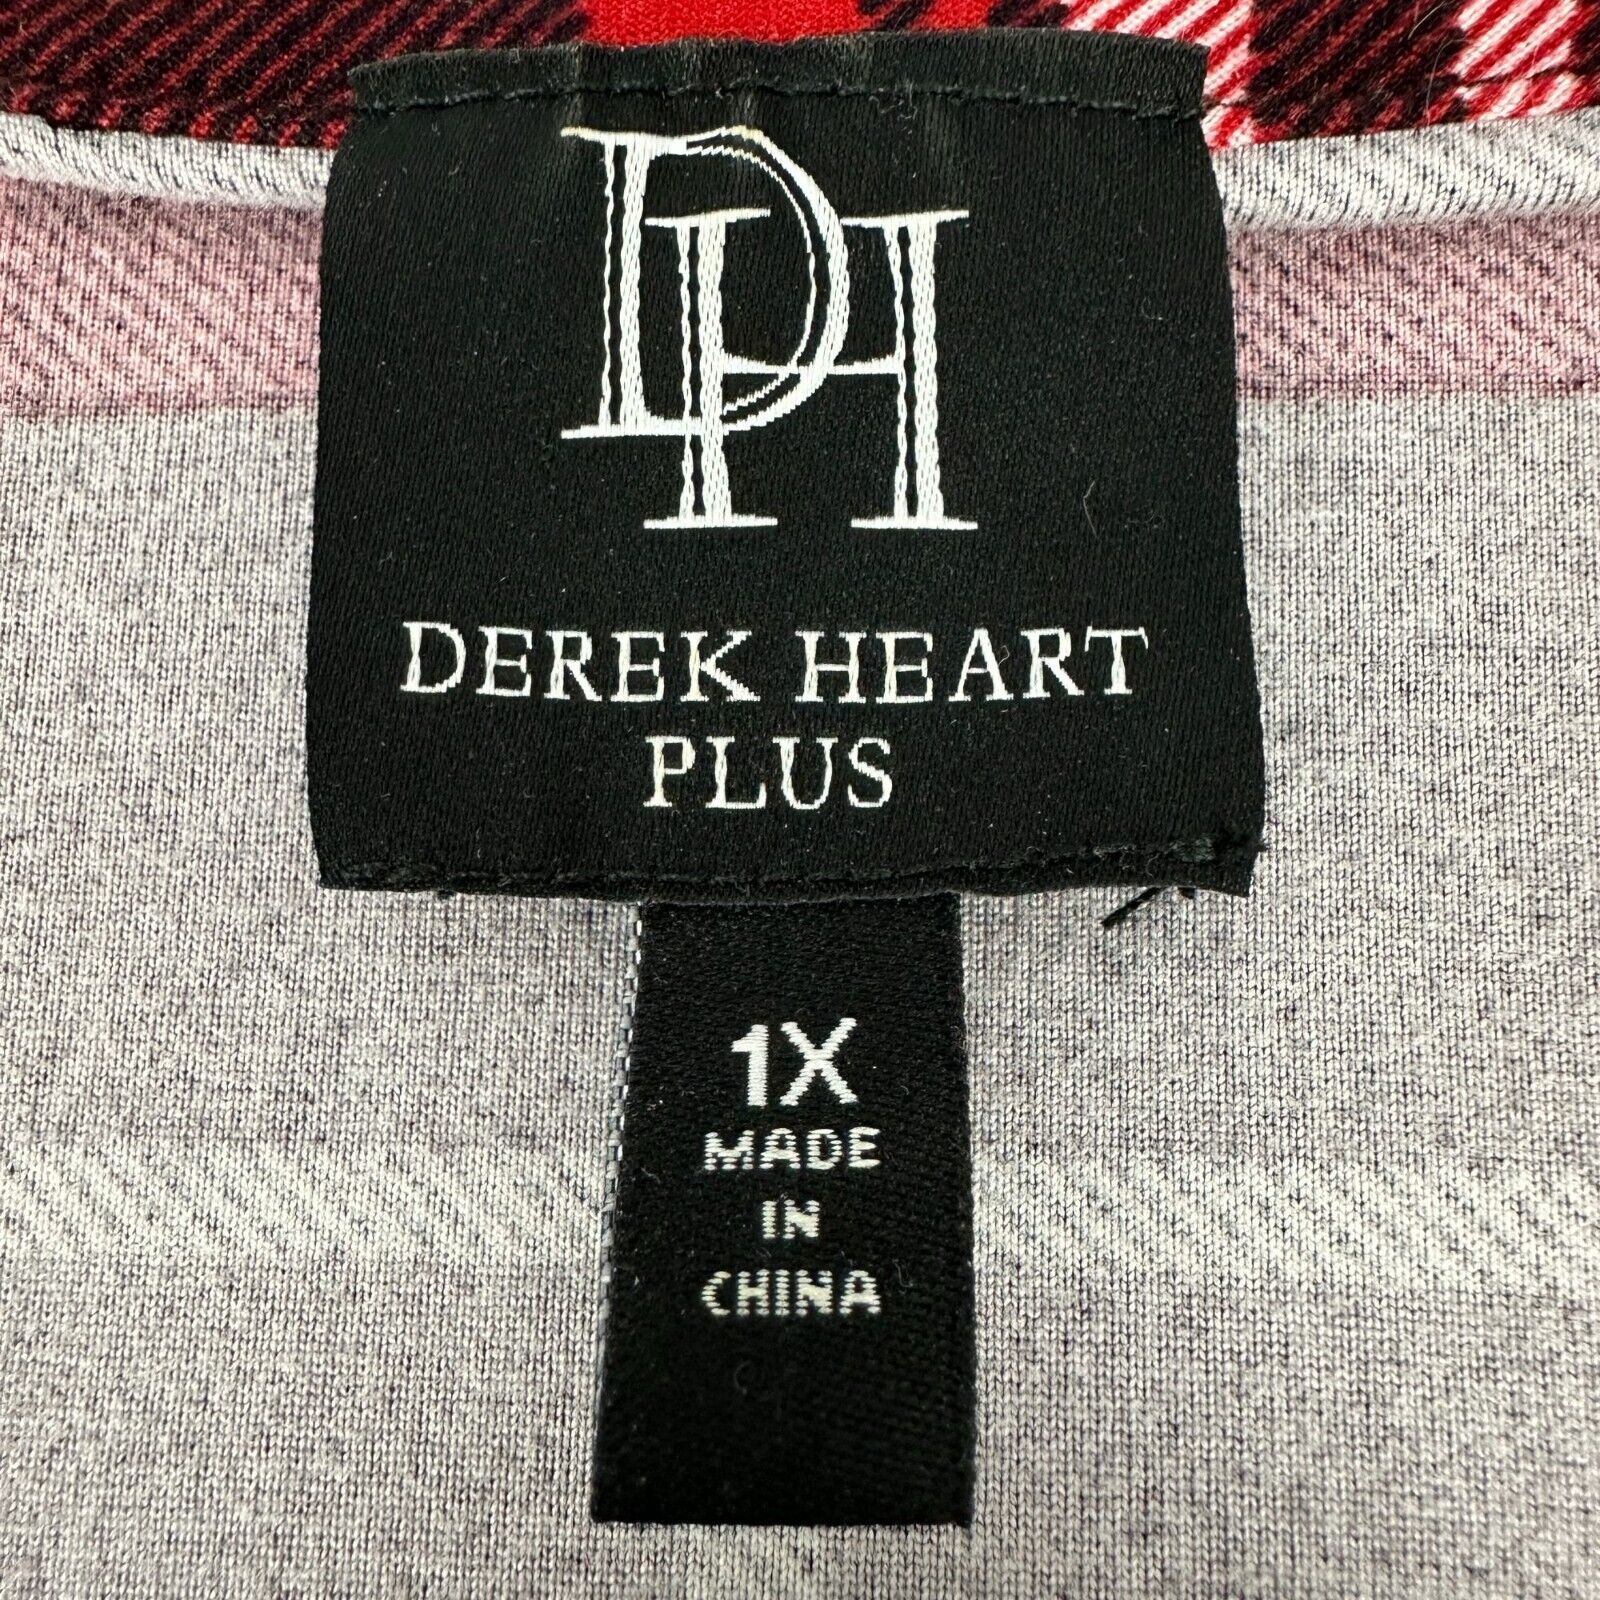 DH
DEREK HEART
PLUS
1X
MADE
IN
CHINA